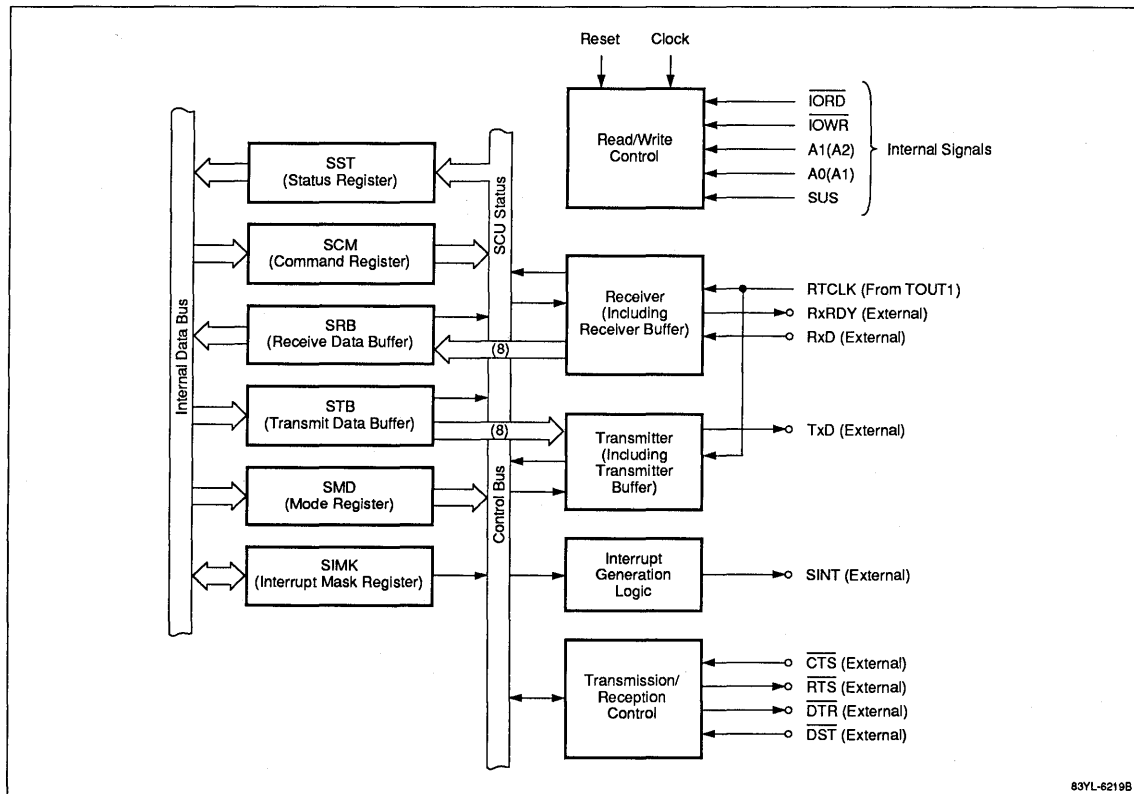 Reset Clock
Read/Write
Control
IORD
IOWR
A1(A2)
A0(A1)
SUS
Internal Signals
Internal Data Bus
SST
(Status Register)
SCM
(Command Register)
SRB
(Receive Data Buffer)
(8)
STB
(Transmit Data Buffer)
(8)
SMD
(Mode Register)
SIMK
(Interrupt Mask Register)
SCU Status
Control Bus
Receiver
(Including
Receiver Buffer)
RTCLK (From TOUT1)
RxRDY (External)
RxD (External)
Transmitter
(Including
Transmitter
Buffer)
TxD (External)
Interrupt
Generation
Logic
SINT (External)
Transmission/
Reception
Control
CTS (External)
RTS (External)
DTR (External)
DST (External)
83YL-6219B